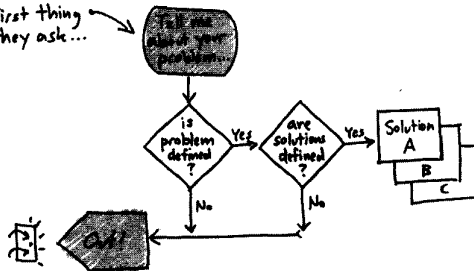 First thing
they ask...
Tell me
about your
problem...
is
problem
defined
?
Yes
are
solutions
defined
?
Yes
Solution
A
B
C
No
No